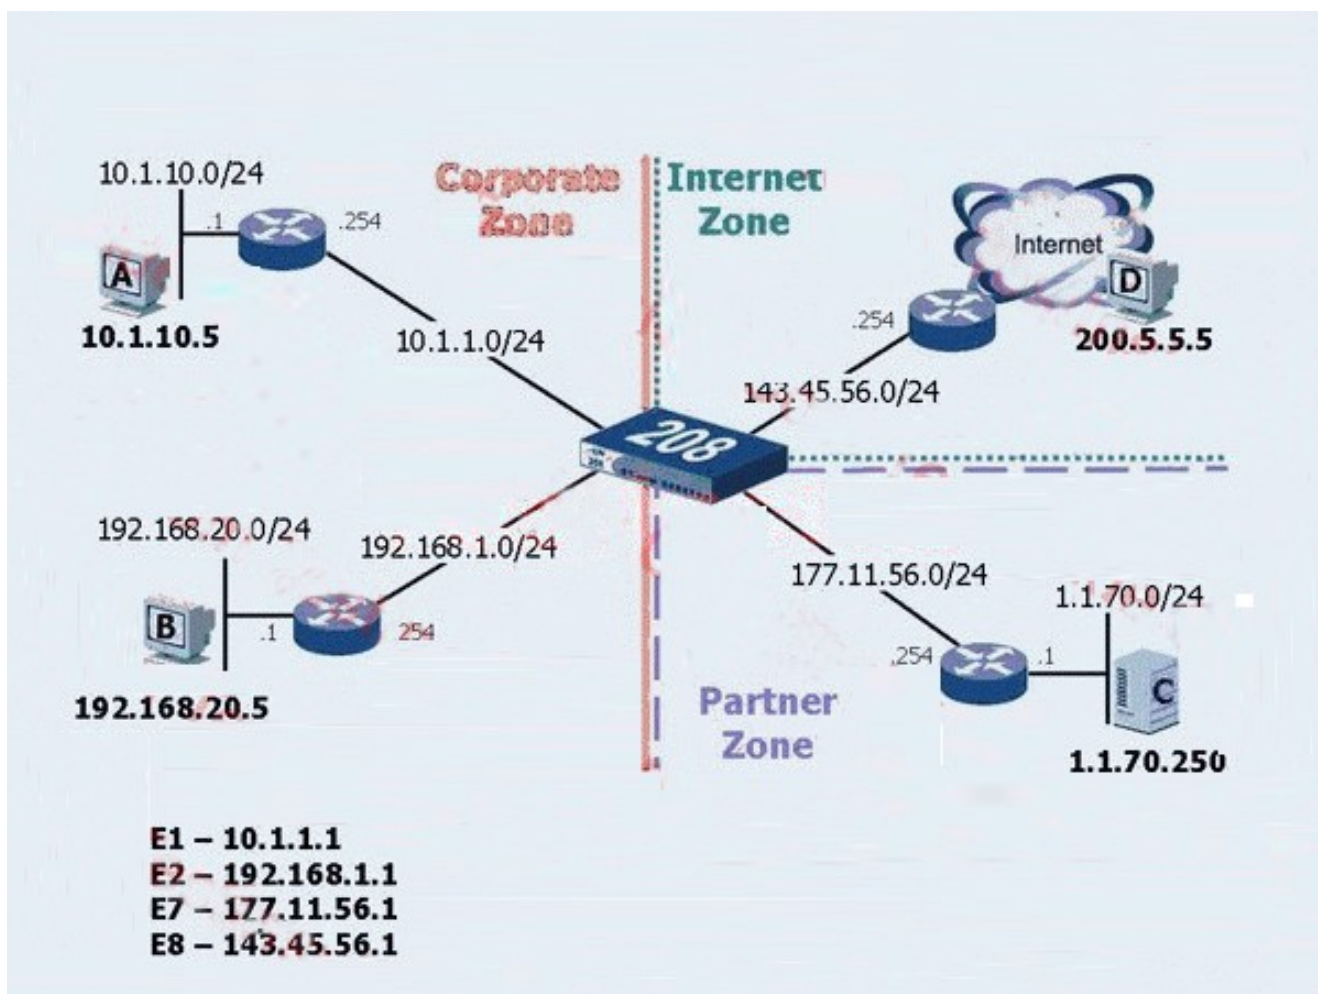 10.1.10.0/24
.1
.254
A
10.1.10.5
10.1.1.0/24
Corporate
Zone
Internet
Zone
Internet
D
.254
200.5.5.5
143.45.56.0/24
208
192.168.20.0/24
192.168.1.0/24
B
.1
254
192.168.20.5
177.11.56.0/24
1.1.70.0/24
.254
.1
C
1.1.70.250
Partner
Zone
E1 – 10.1.1.1
E2 – 192.168.1.1
E7 – 177.11.56.1
E8 – 143.45.56.1